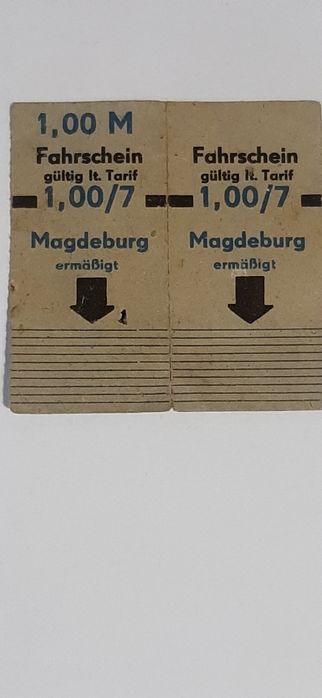 1,00 M
Fahrschein
gültig lt. Tarif
1,00/7
Magdeburg
ermäßigt
Fahrschein
gültig lt. Tarif
1,00/7
Magdeburg
ermäßigt